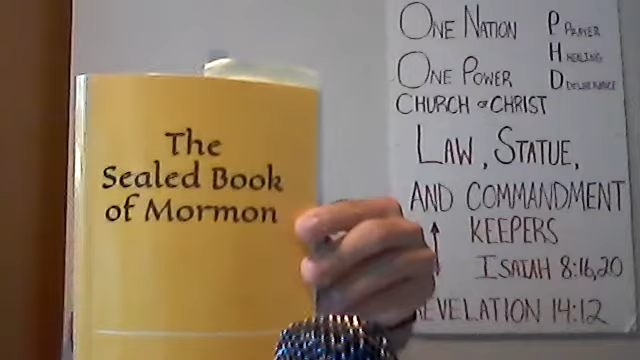 The
Sealed Book
of Mormon
ONE NATION
ONE POWER
CHURCH OF CHRIST
P PRAYER
H HEALING
D DELIVERANCE
LAW, STATUE,
AND COMMANDMENT
KEEPERS
ISAIAH 8:16,20
REVELATION 14:12